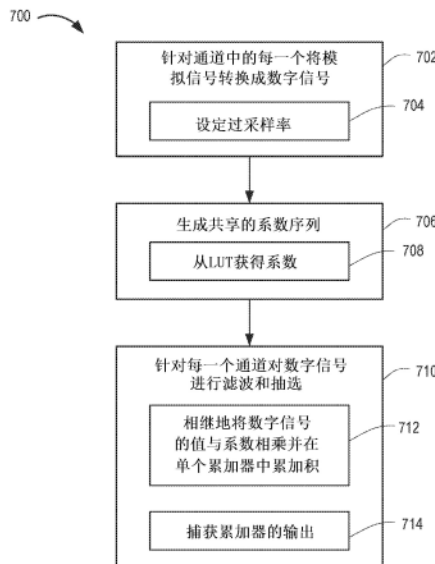 700
针对通道中的每一个将模
拟信号转换成数字信号
702
设定过采样率
704
生成共享的系数序列
706
从LUT获得系数
708
针对每一个通道对数字信号
进行滤波和抽选
710
相继地将数字信号
的值与系数相乘并在
单个累加器中累加积
712
捕获累加器的输出
714